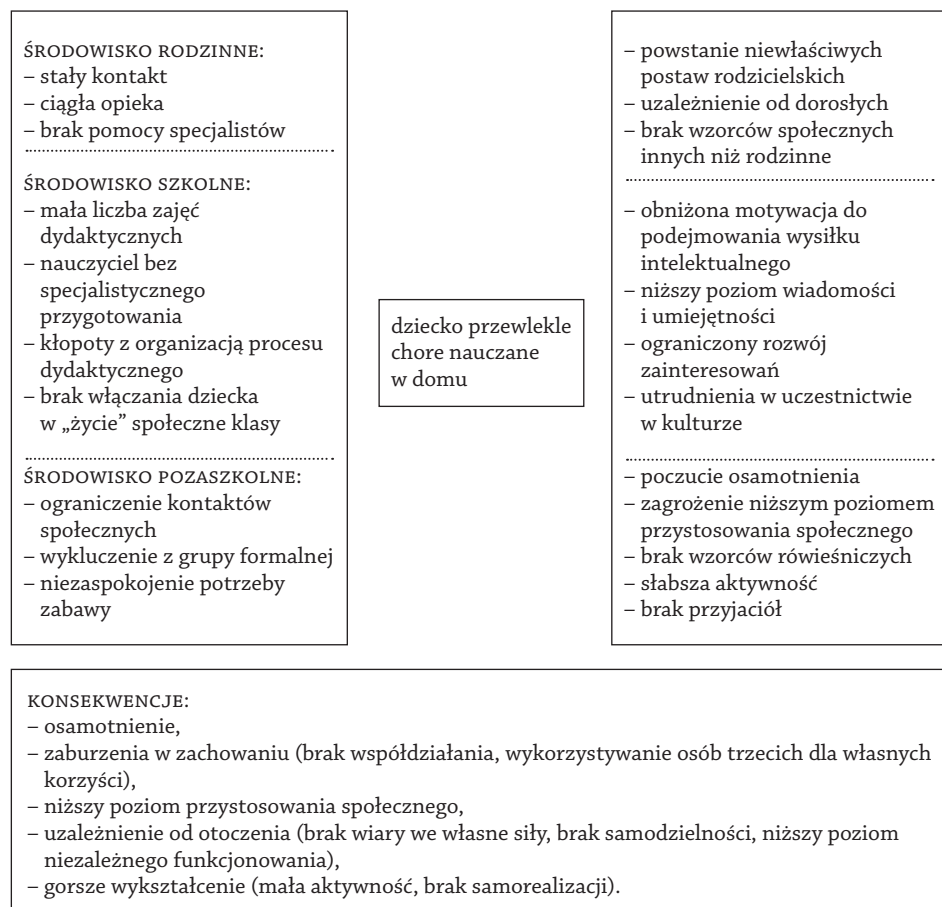 ŚRODOWISKO RODZINNE:
– stały kontakt
– ciągła opieka
– brak pomocy specjalistów
ŚRODOWISKO SZKOLNE:
– mała liczba zajęć
dydaktycznych
– nauczyciel bez
specjalistycznego
przygotowania
– kłopoty z organizacją procesu
dydaktycznego
– brak włączania dziecka
w „życie” społeczne klasy
ŚRODOWISKO POZASZKOLNE:
– ograniczenie kontaktów
społecznych
– wykluczenie z grupy formalnej
– niezaspokojenie potrzeby
zabawy
dziecko przewlekle
chore nauczane
w domu
– powstanie niewłaściwych
postaw rodzicielskich
– uzależnienie od dorosłych
– brak wzorców społecznych
innych niż rodzinne
– obniżona motywacja do
podejmowania wysiłku
intelektualnego
– niższy poziom wiadomości
i umiejętności
– ograniczony rozwój
zainteresowań
– utrudnienia w uczestnictwie
w kulturze
– poczucie osamotnienia
– zagrożenie niższym poziomem
przystosowania społecznego
– brak wzorców rówieśniczych
– słabsza aktywność
– brak przyjaciół
KONSEKWENCJE:
– osamotnienie,
– zaburzenia w zachowaniu (brak współdziałania, wykorzystywanie osób trzecich dla własnych
korzyści),
– niższy poziom przystosowania społecznego,
– uzależnienie od otoczenia (brak wiary we własne siły, brak samodzielności, niższy poziom
niezależnego funkcjonowania),
– gorsze wykształcenie (mała aktywność, brak samorealizacji).